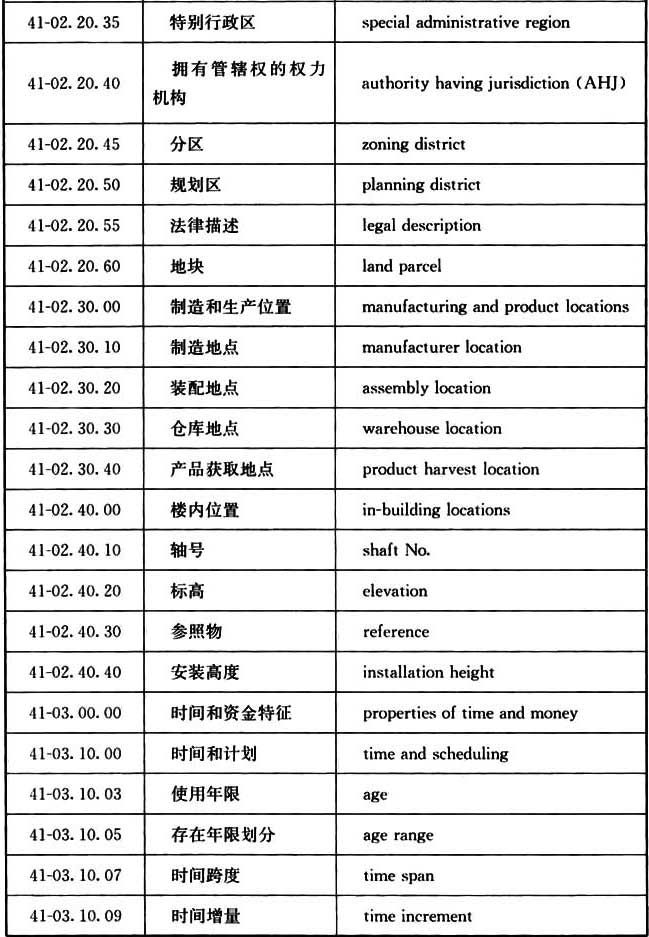 41-02. 20. 35 特别行政区 special administrative region
41-02. 20. 40 拥有管辖权的权力 authority having jurisdiction (AHJ)
机构
41-02. 20. 45 分区 zoning district
41-02. 20. 50 规划区 planning district
41-02. 20. 55 法律描述 legal description
41-02. 20. 60 地块 land parcel
41-02. 30. 00 制造和生产位置 manufacturing and product locations
41-02. 30. 10 制造地点 manufacturer location
41-02. 30. 20 装配地点 assembly location
41-02. 30. 30 仓库地点 warehouse location
41-02. 30. 40 产品获取地点 product harvest location
41-02. 40. 00 楼内位置 in-building locations
41-02. 40. 10 轴号 shaft No.
41-02. 40. 20 标高 elevation
41-02. 40. 30 参照物 reference
41-02. 40. 40 安装高度 installation height
41-03. 00. 00 时间和资金特征 properties of time and money
41-03. 10. 00 时间和计划 time and scheduling
41-03. 10. 03 使用年限 age
41-03. 10. 05 存在年限划分 age range
41-03. 10. 07 时间跨度 time span
41-03. 10. 09 时间增量 time increment